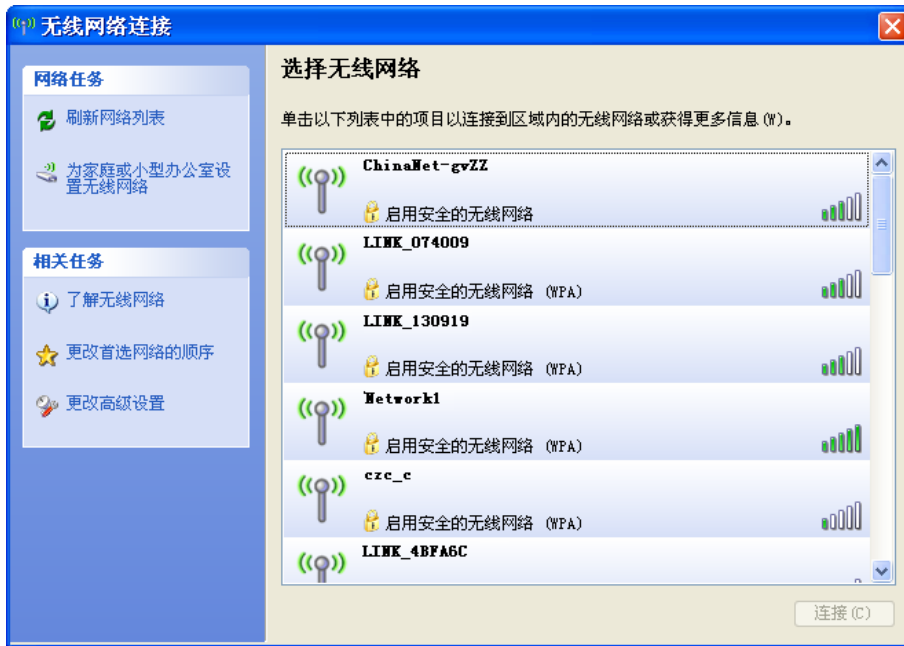 无线网络连接
网络任务
刷新网络列表
为家庭或小型办公室设
置无线网络
相关任务
了解无线网络
更改首选网络的顺序
更改高级设置
选择无线网络
单击以下列表中的项目以连接到区域内的无线网络或获得更多信息(W)。
ChinaNet-gvZZ
启用安全的无线网络
LINK_074009
启用安全的无线网络 (WPA)
LINK_130919
启用安全的无线网络 (WPA)
Network1
启用安全的无线网络 (WPA)
czc_c
启用安全的无线网络 (WPA)
LINK_4BFA6C
连接(C)